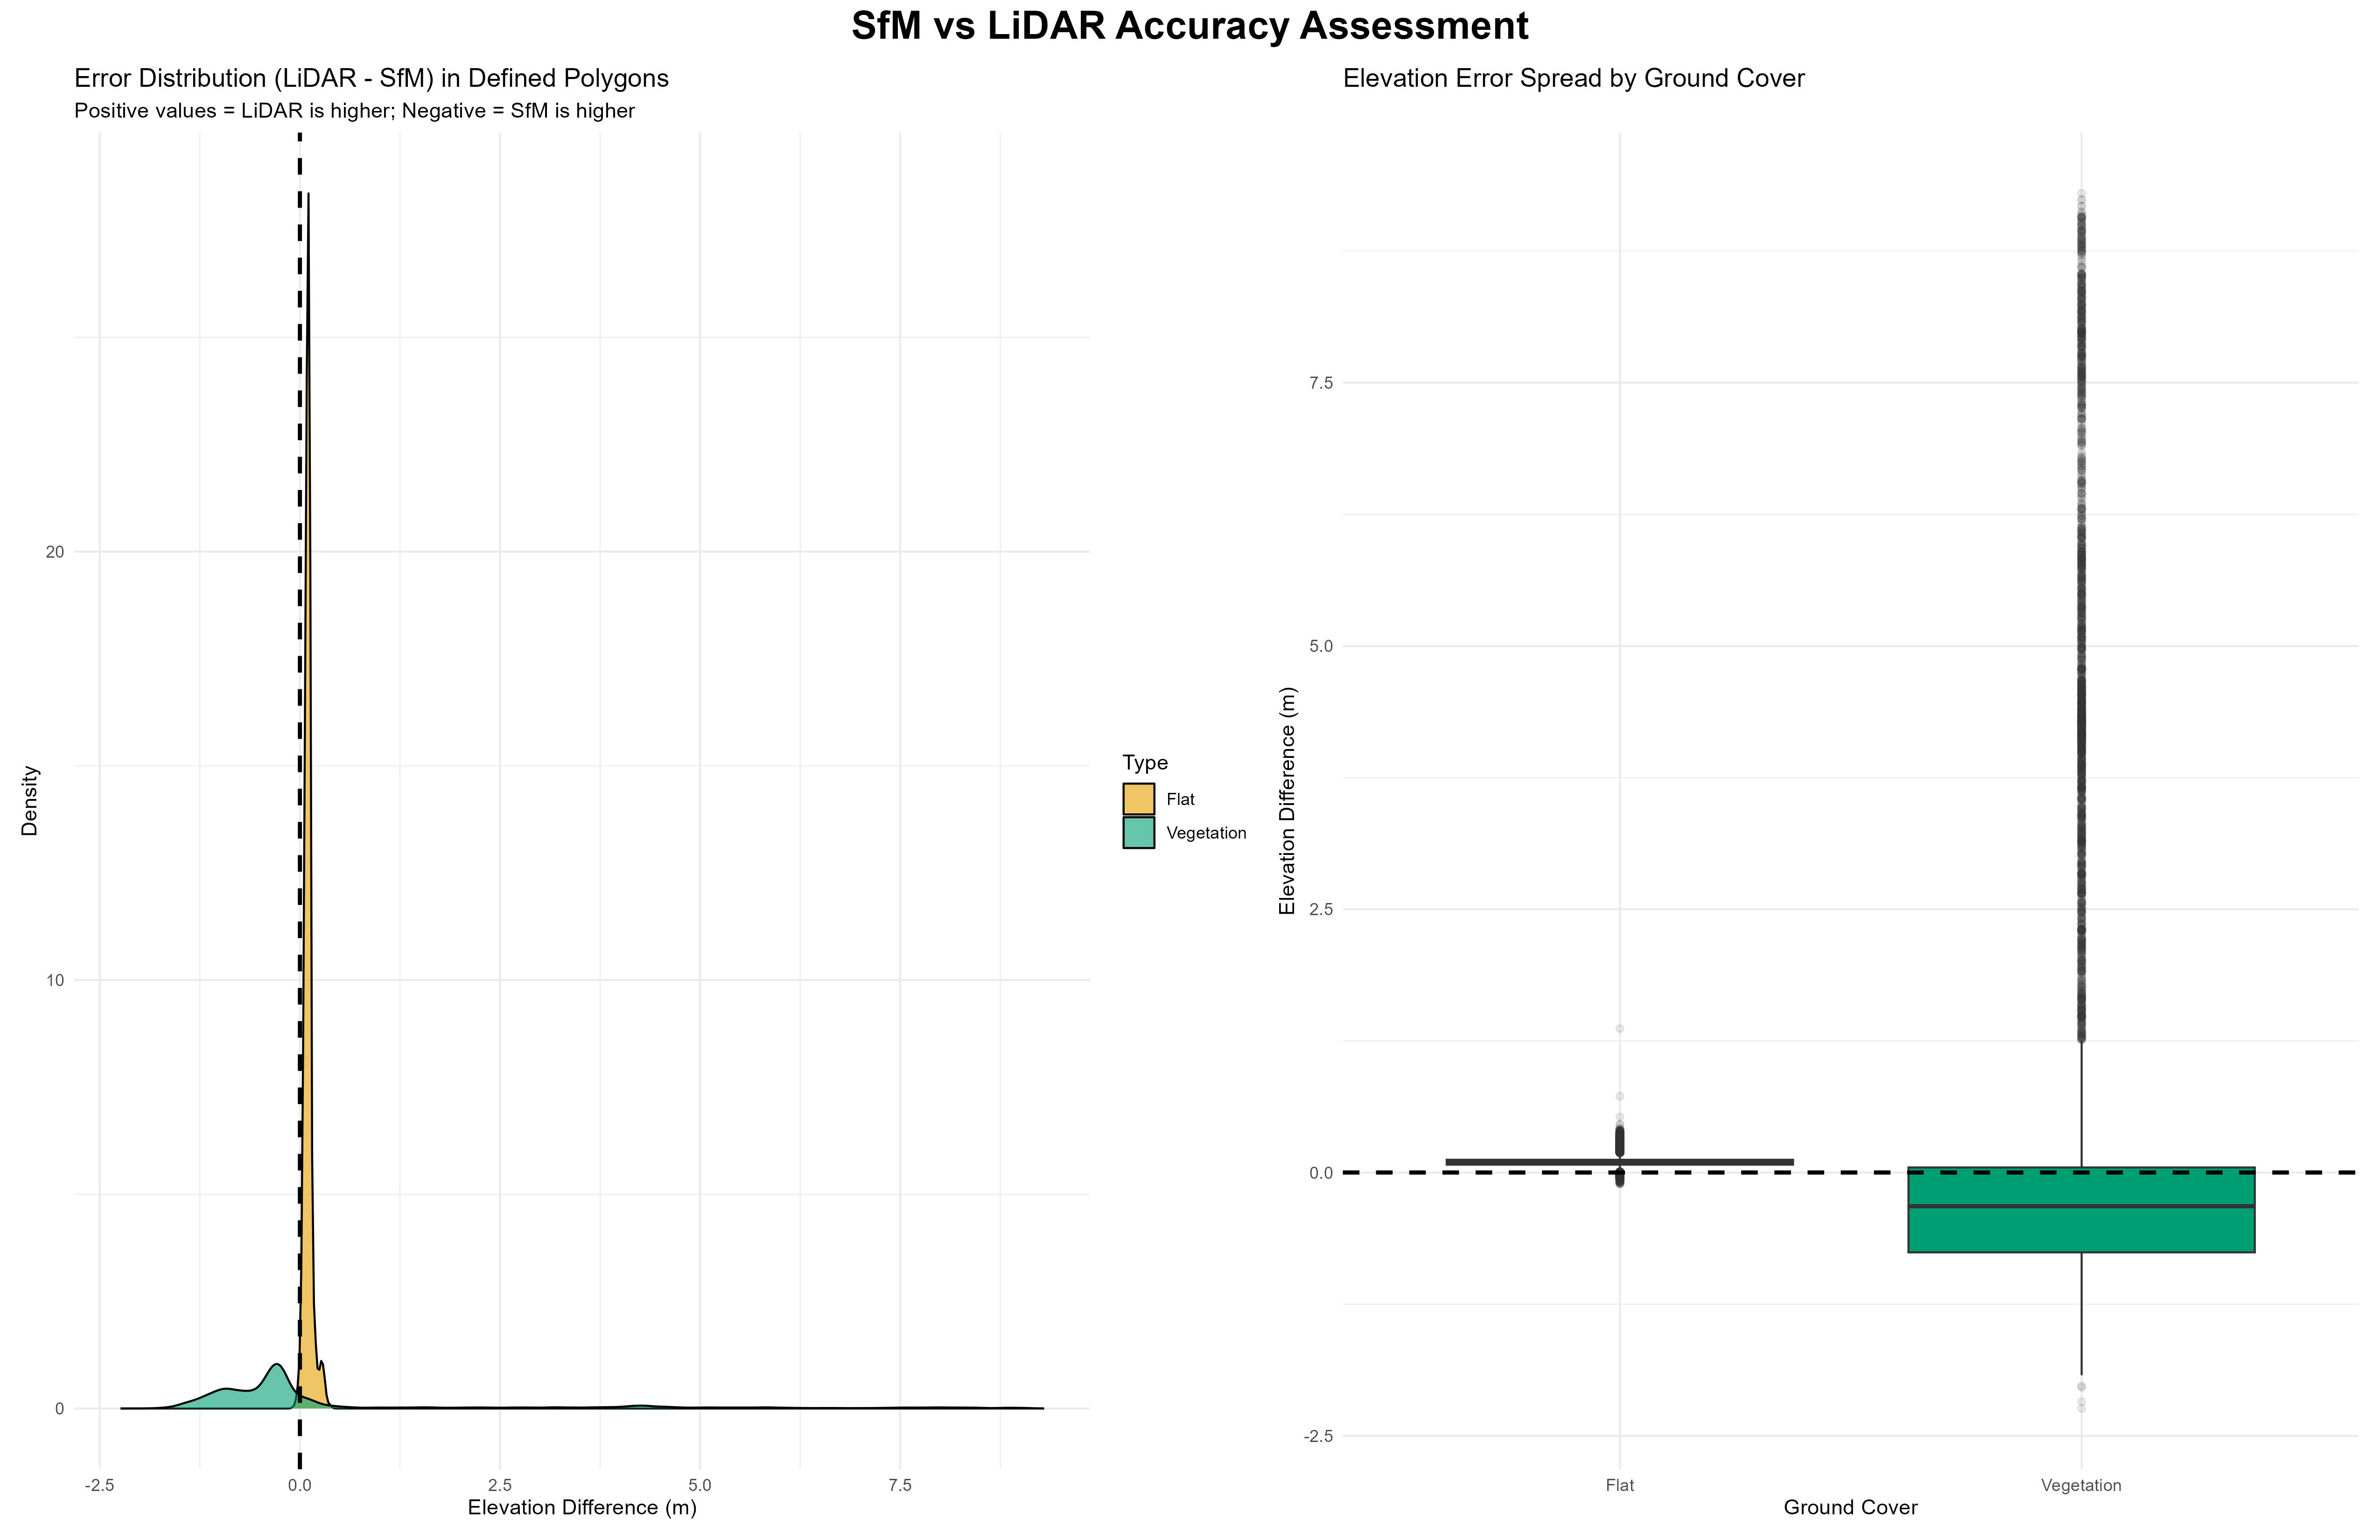 SfM vs LiDAR Accuracy Assessment
Error Distribution (LiDAR - SfM) in Defined Polygons
Positive values = LiDAR is higher; Negative = SfM is higher
Density
20
10
0
-2.5
0.0
2.5
5.0
7.5
Elevation Difference (m)
Type
Flat
Vegetation
Elevation Error Spread by Ground Cover
Elevation Difference (m)
7.5
5.0
2.5
0.0
-2.5
Flat
Vegetation
Ground Cover